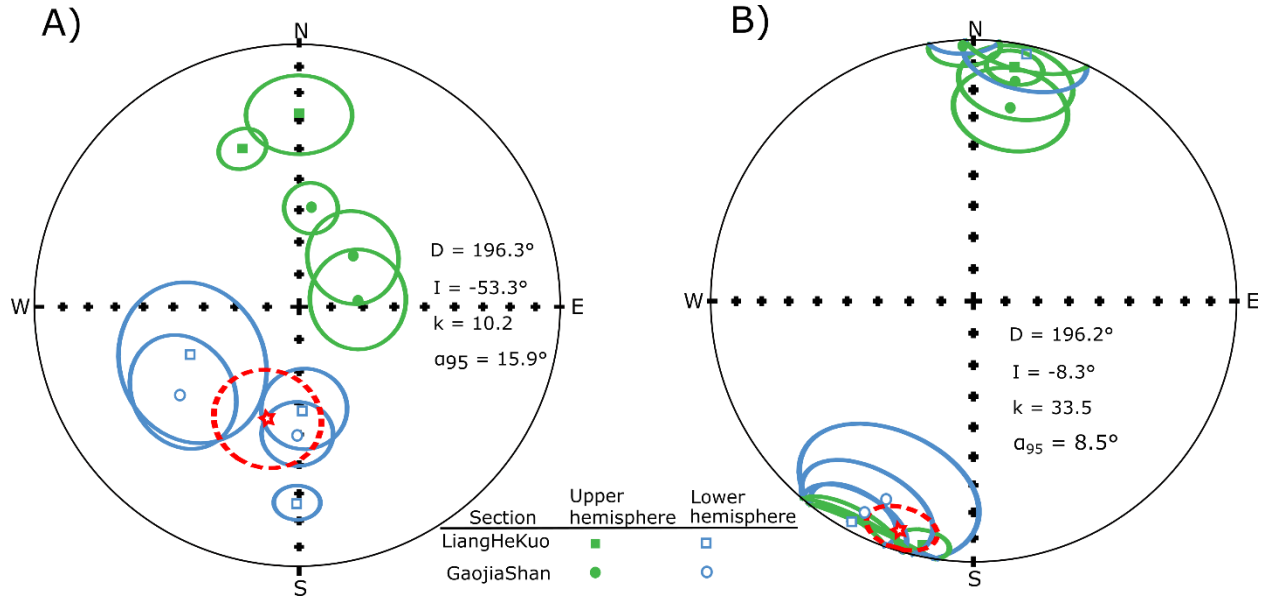 A)
N
W
E
S
D = 196.3°
I = -53.3°
k = 10.2
α95 = 15.9°
B)
N
W
E
S
D = 196.2°
I = -8.3°
k = 33.5
α95 = 8.5°
Section Upper hemisphere Lower hemisphere
LiangHeKuo
GaojiaShan